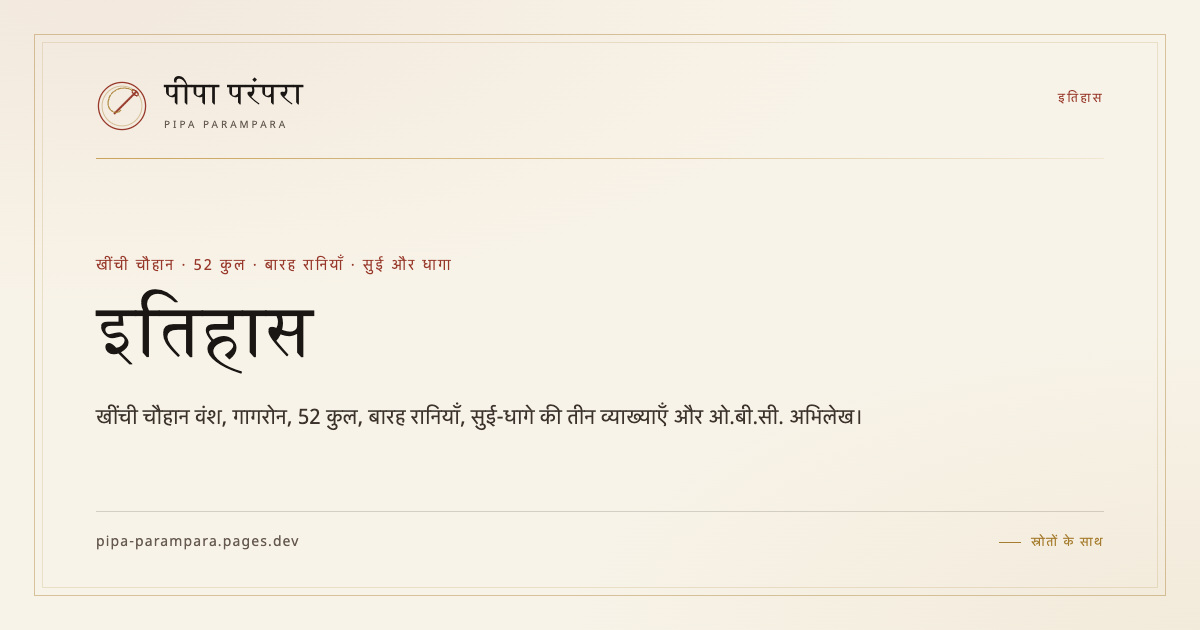 पीपा परंपरा
PIPA PARAMPARA
इतिहास
खींची चौहान · 52 कुल · बारह रानियाँ · सुई और धागा
इतिहास
खींची चौहान वंश, गागरोन, 52 कुल, बारह रानियाँ, सुई-धागे की तीन व्याख्याएँ और ओ.बी.सी. अभिलेख।
pipa-parampara.pages.dev
स्रोतों के साथ